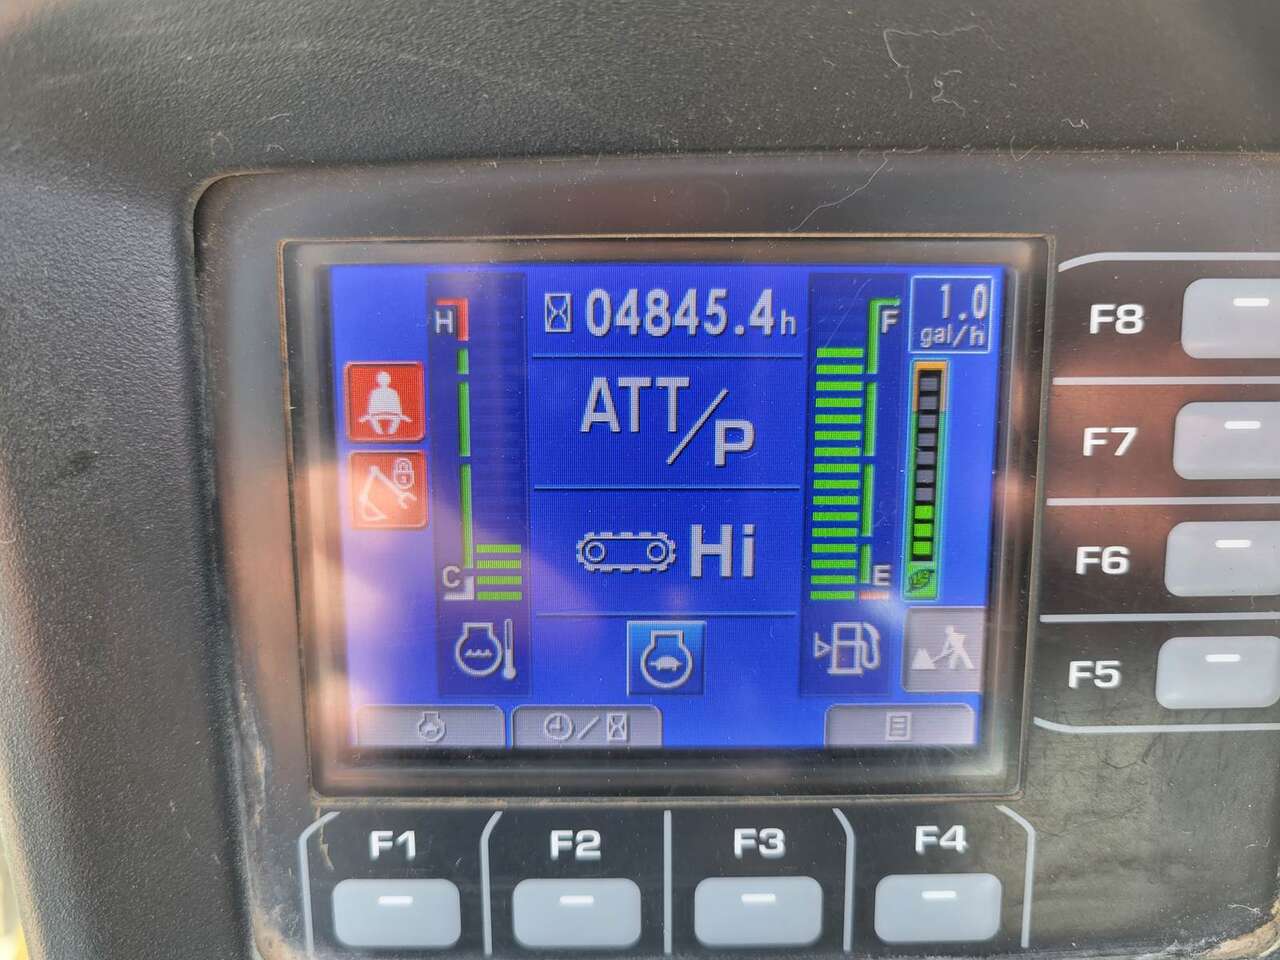 H
04845.4h
F
1.0
gal/h
ATT/P
Hi
C
E
F8
F7
F6
F5
F1
F2
F3
F4